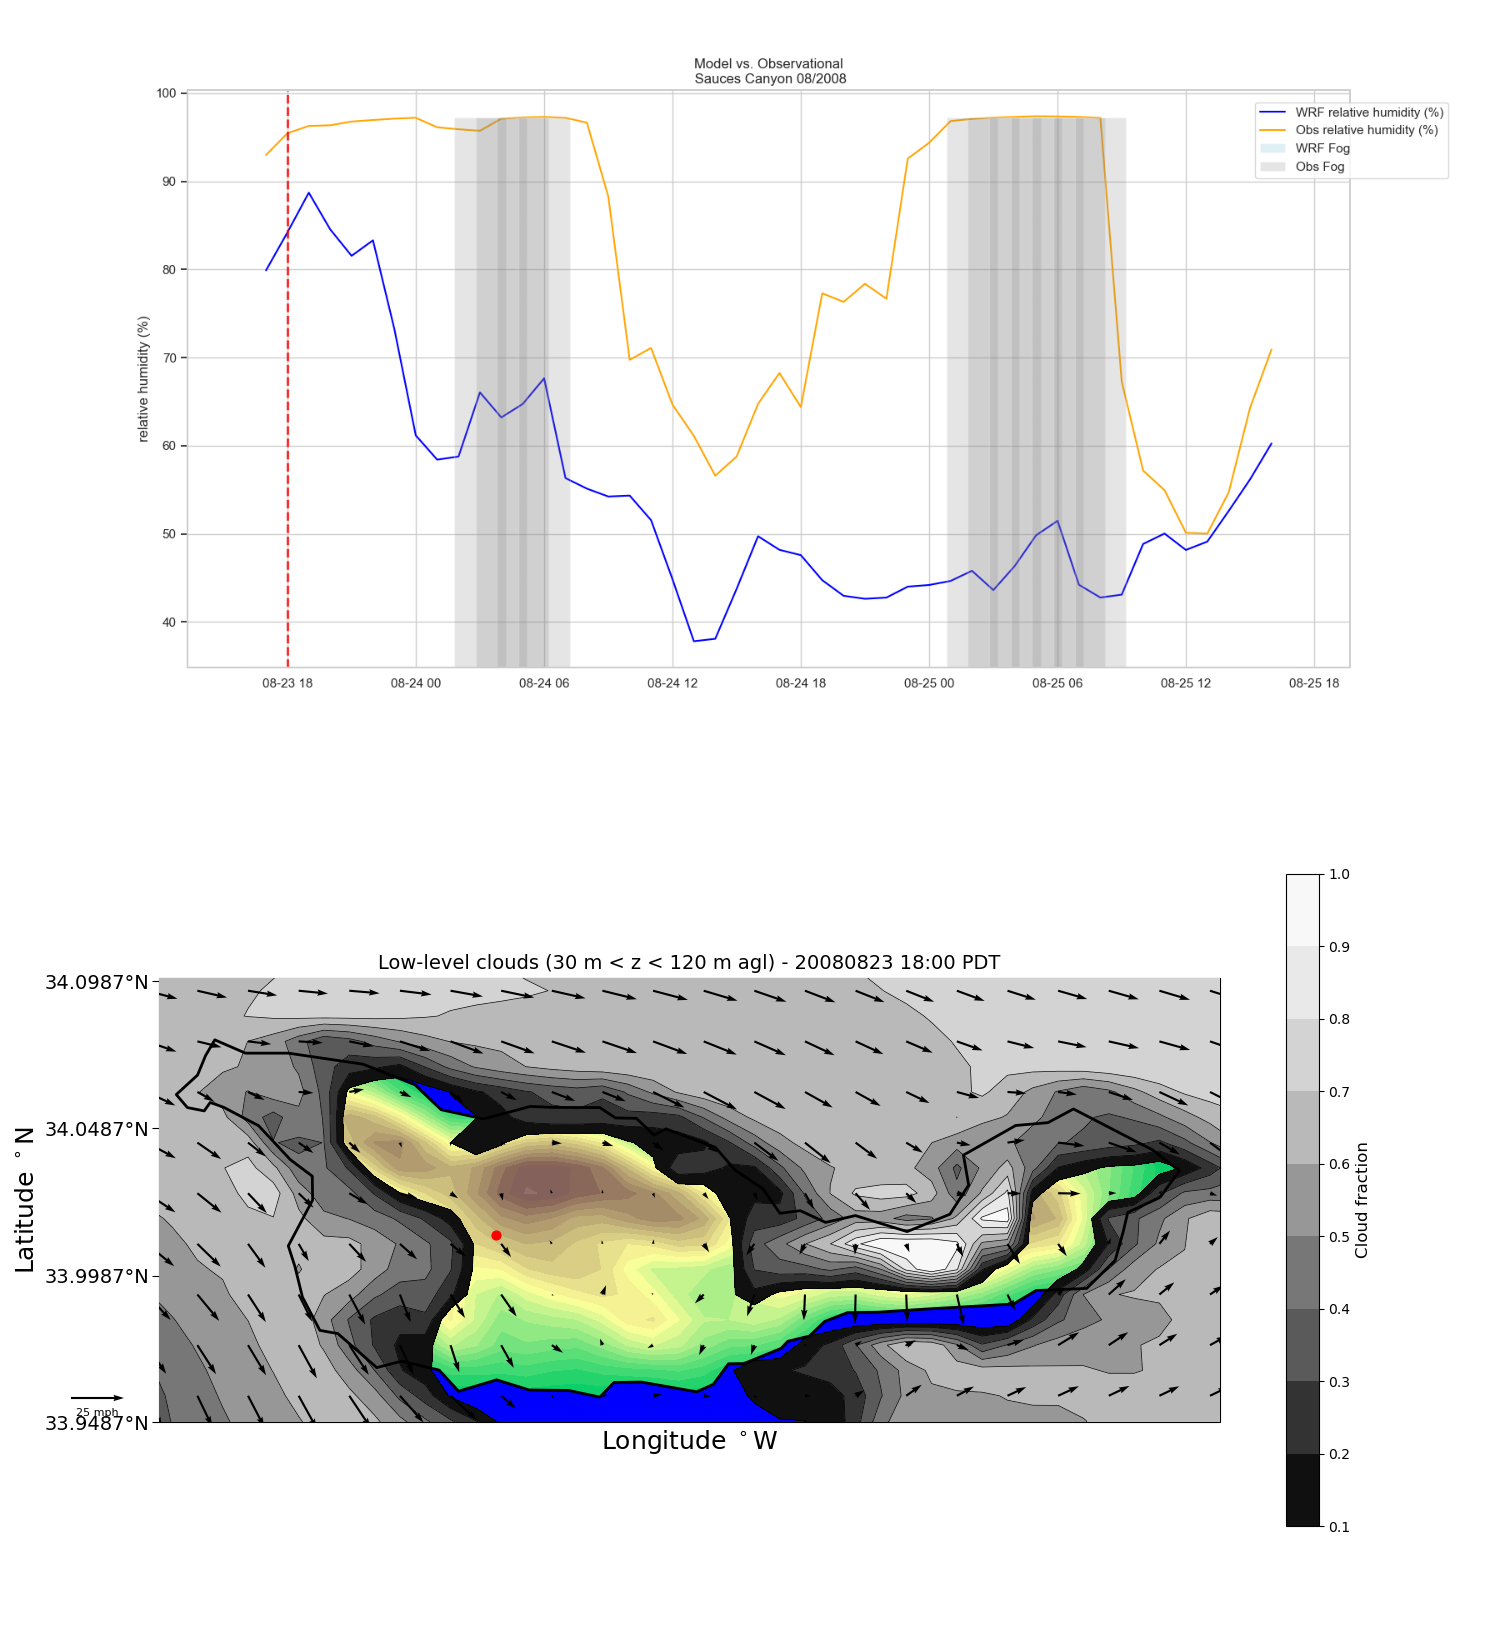 Model vs. Observational
Sauces Canyon 08/2008
100
90
80
70
60
50
40
relative humidity (%)
WRF relative humidity (%)
Obs relative humidity (%)
WRF Fog
Obs Fog
08-23 18
08-24 00
08-24 06
08-24 12
08-24 18
08-25 00
08-25 06
08-25 12
08-25 18
Low-level clouds (30 m < z < 120 m agl) - 20080823 18:00 PDT
34.0987°N
34.0487°N
33.9987°N
33.9487°N
Latitude °N
25 mph
Longitude °W
1.0
0.9
0.8
0.7
0.6
0.5
0.4
0.3
0.2
0.1
Cloud fraction